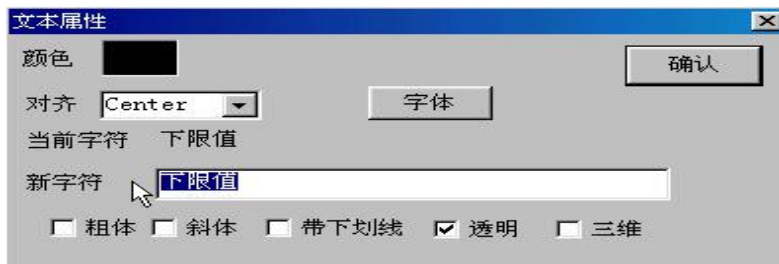 文本属性
颜色 确认
对齐 Center 字体
当前字符 下限值
新字符 下限值
粗体 斜体 带下划线 透明 三维